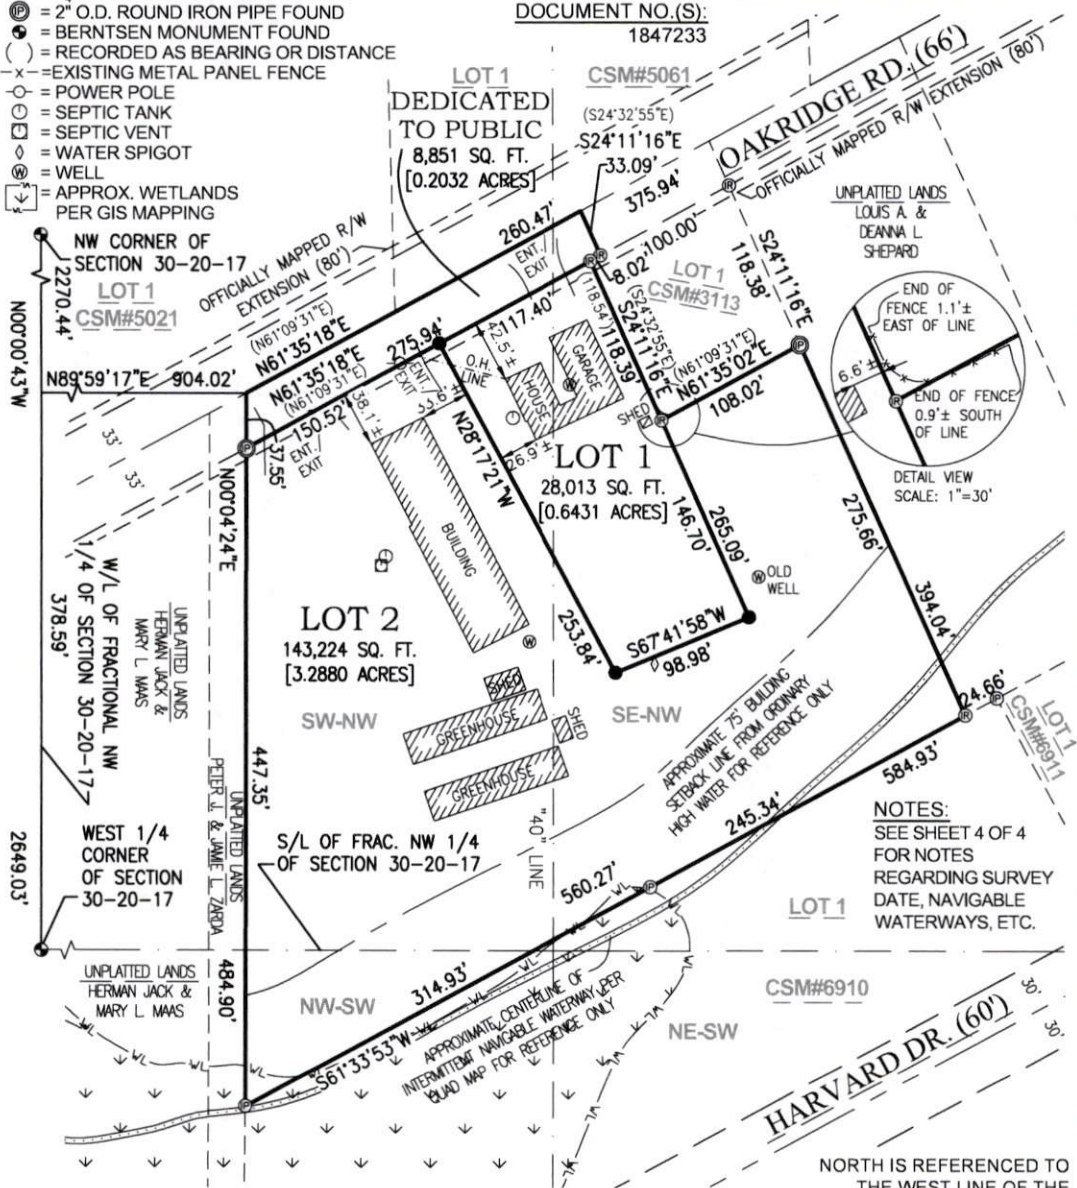 Ⓟ = 2" O.D. ROUND IRON PIPE FOUND
= BERNTSEN MONUMENT FOUND
( ) = RECORDED AS BEARING OR DISTANCE
-x- =EXISTING METAL PANEL FENCE
= POWER POLE
= SEPTIC TANK
= SEPTIC VENT
= WATER SPIGOT
Ⓦ = WELL
WL = APPROX. WETLANDS
PER GIS MAPPING
DOCUMENT NO.(S):
1847233
LOT 1
CSM#5061
DEDICATED
TO PUBLIC
8,851 SQ. FT.
[0.2032 ACRES]
(S24°32'55"E)
S24°11'16"E
33.09'
OAKRIDGE RD. (66')
OFFICIALLY MAPPED R/W EXTENSION (80')
375.94'
100.00'
8.02'
UNPLATTED LANDS
LOUIS A. &
DEANNA L
SHEPARD
NW CORNER OF
SECTION 30-20-17
LOT 1
CSM#5021
2270.44'
N00°00'43"W
N89°59'17"E 904.02'
OFFICIALLY MAPPED R/W
EXTENSION (80')
260.47'
(N61°09'31"E)
N61°35'18"E
N61°35'18"E
(N61°09'31"E)
275.94'
150.52'
117.40'
ENT./
EXIT
ENT./
EXIT
ENT./
EXIT
33'
33'
37.55'
38.1'±
33.6'±
42.5'±
26.9'±
O.H.
LINE
HOUSE
GARAGE
Ⓦ
SHED
(118.54')
118.39'
(S24°32'55"E)
S24°11'16"E
LOT 1
CSM#3113
(N61°09'31"E)
N61°35'02"E
108.02'
S24°11'16"E
118.38'
END OF
FENCE 1.1'±
EAST OF LINE
6.6'±
END OF FENCE
0.9'± SOUTH
OF LINE
DETAIL VIEW
SCALE: 1"=30'
N28°17'21"W
253.84'
LOT 1
28,013 SQ. FT.
[0.6431 ACRES]
146.70'
265.09'
275.66'
394.04'
Ⓦ OLD
WELL
S67°41'58"W
98.98'
N00°04'24"E
BUILDING
Ⓦ
LOT 2
143,224 SQ. FT.
[3.2880 ACRES]
W/L OF FRACTIONAL NW
1/4 OF SECTION 30-20-17
378.59'
UNPLATTED LANDS
HERMAN JACK &
MARY L. MAAS
SW-NW
SE-NW
SHED
GREENHOUSE
SHED
GREENHOUSE
APPROXIMATE 75' BUILDING
SETBACK LINE FROM ORDINARY
HIGH WATER FOR REFERENCE ONLY
24.66'
LOT 1
CSM#6911
584.93'
245.34'
447.35'
UNPLATTED LANDS
PETER J. & JAMIE L. ZARDA
2649.03'
WEST 1/4
CORNER
OF SECTION
30-20-17
S/L OF FRAC. NW 1/4
OF SECTION 30-20-17
"40" LINE
560.27'
WL
NOTES:
SEE SHEET 4 OF 4
FOR NOTES
REGARDING SURVEY
DATE, NAVIGABLE
WATERWAYS, ETC.
LOT 1
CSM#6910
UNPLATTED LANDS
HERMAN JACK &
MARY L. MAAS
484.90'
NW-SW
314.93'
S61°33'53"W
APPROXIMATE CENTERLINE OF
INTERMITTENT NAVIGABLE WATERWAY PER
QUAD MAP FOR REFERENCE ONLY
NE-SW
WL
WL
WL
WL
HARVARD DR. (60')
30'
30'
NORTH IS REFERENCED TO
THE WEST LINE OF THE